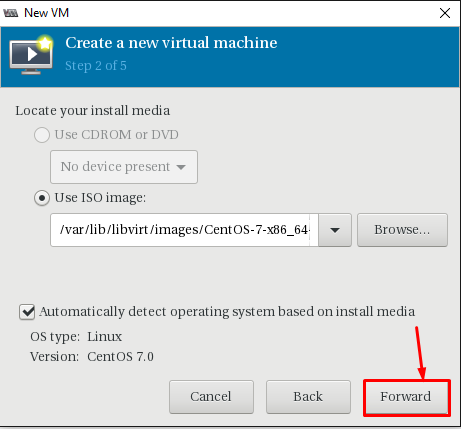 New VM
Create a new virtual machine
Step 2 of 5
Locate your install media
Use CDROM or DVD
No device present
Use ISO image:
/var/lib/libvirt/images/CentOS-7-x86_64- Browse...
Automatically detect operating system based on install media
OS type: Linux
Version: CentOS 7.0
Cancel Back Forward